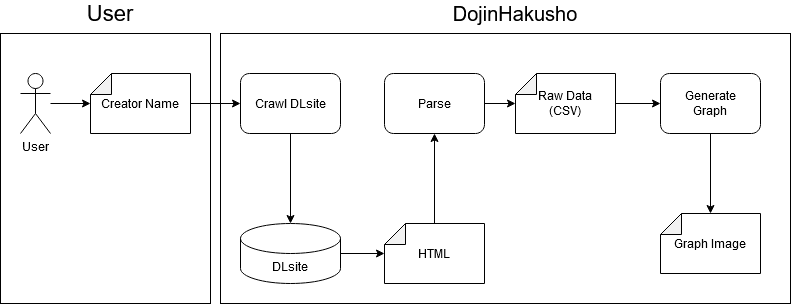 User
DojinHakusho
User
Creator Name
Crawl DLsite
DLsite
HTML
Parse
Raw Data
(CSV)
Generate
Graph
Graph Image